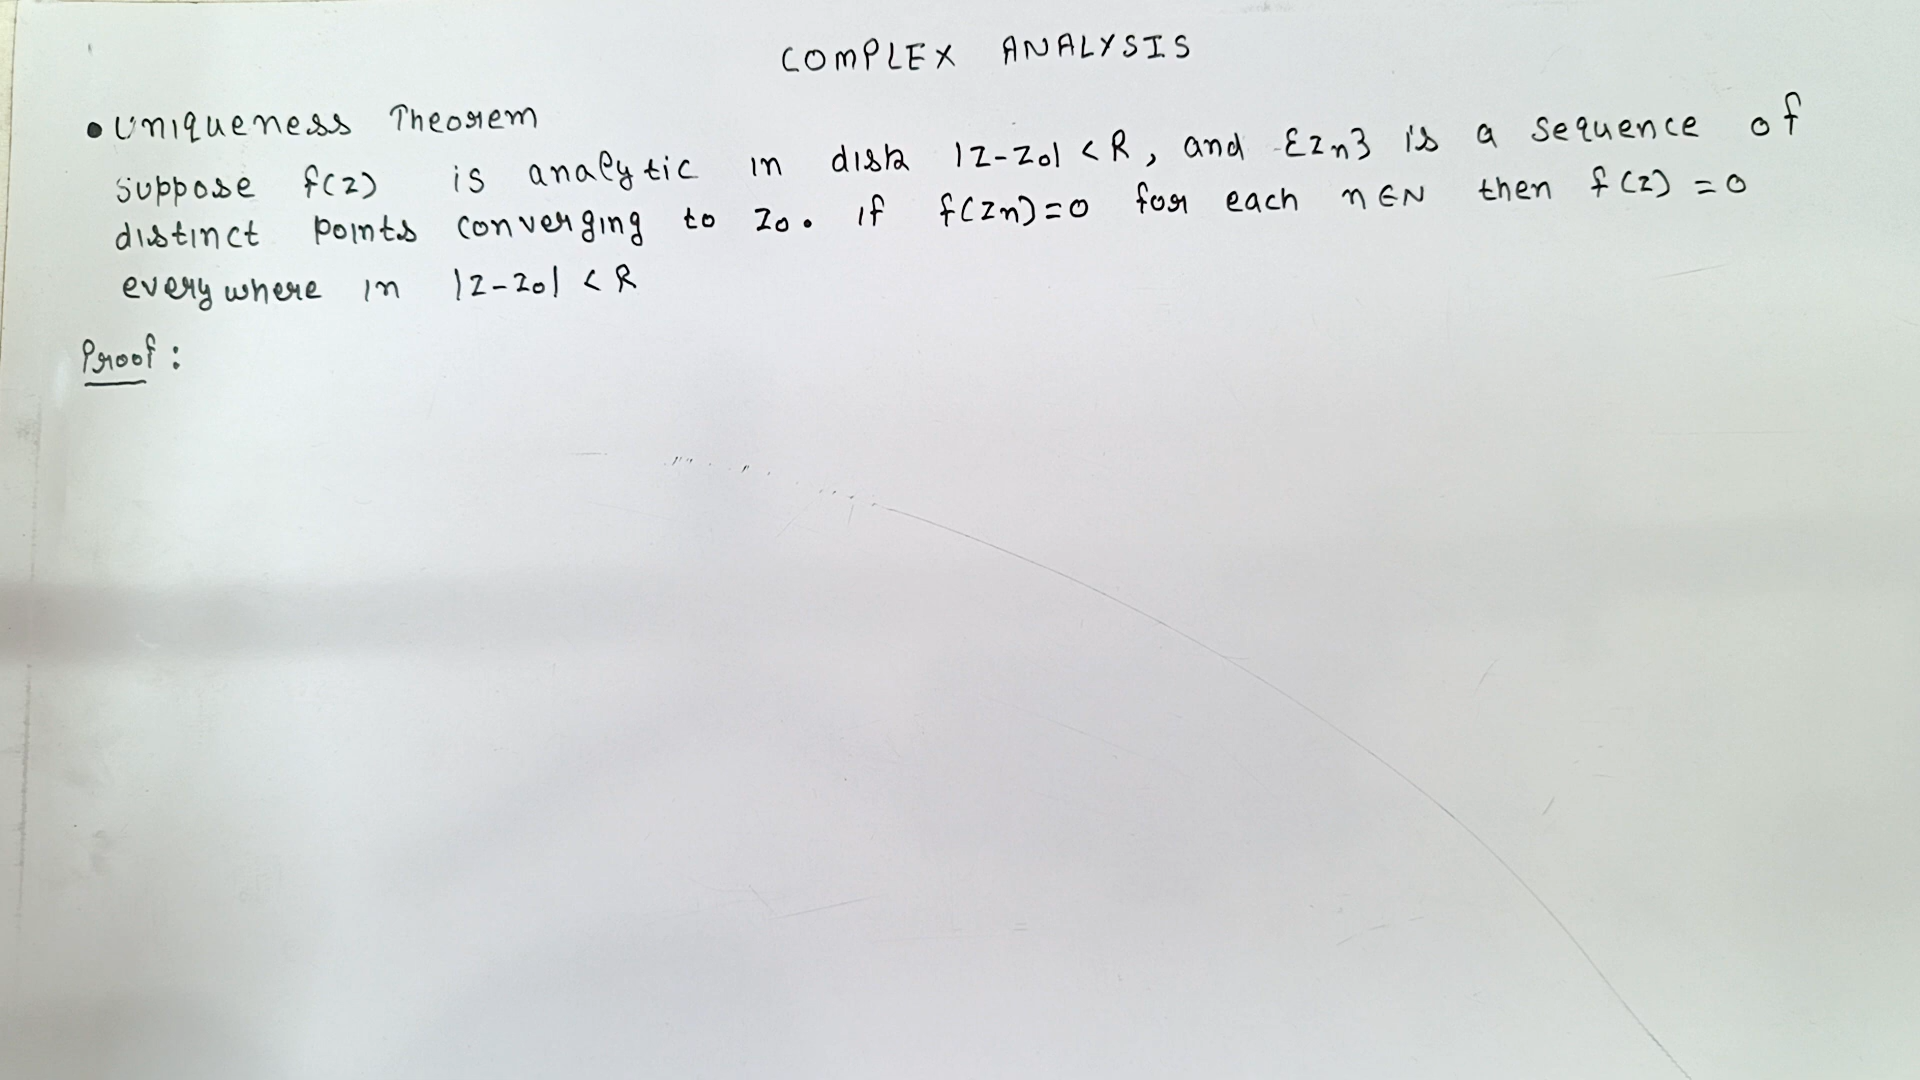 COMPLEX ANALYSIS
• Uniqueness Theorem
Suppose f(z) is analytic in disk |z-z₀| < R, and {zₙ} is a sequence of
distinct points converging to z₀. if f(zₙ)=0 for each n∈N then f(z) = 0
everywhere in |z-z₀| < R
Proof :